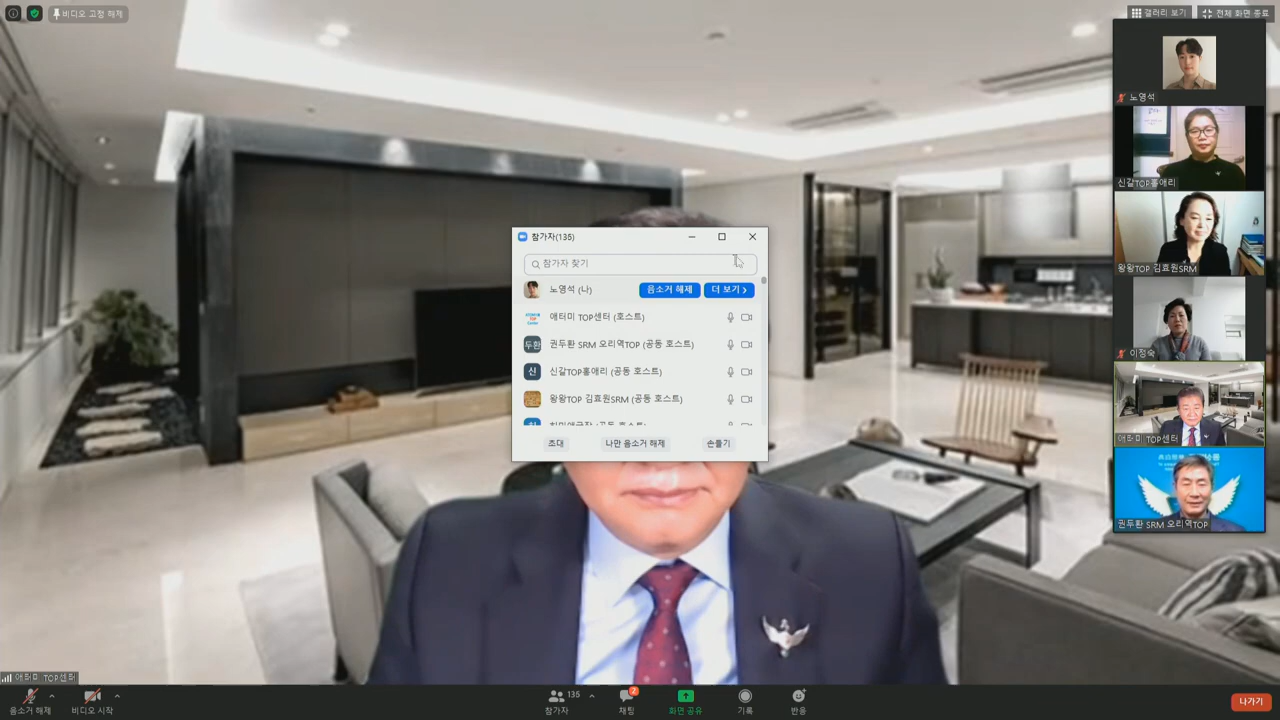 비디오 고정 해제
갤러리 보기
전체 화면 종료
노영석
신갈TOP홍애리
왕왕TOP 김효원SRM
이정숙
애터미 TOP센터
권두환 SRM 오리역TOP
참가자(135)
참가자 찾기
노영석 (나)
음소거 해제
더 보기
애터미 TOP센터 (호스트)
두환
권두환 SRM 오리역TOP (공동 호스트)
신
신갈TOP홍애리 (공동 호스트)
왕왕TOP 김효원SRM (공동 호스트)
초대
나만 음소거 해제
손들기
애터미 TOP센터
음소거 해제
비디오 시작
135
참가자
2
채팅
화면 공유
기록
반응
나가기